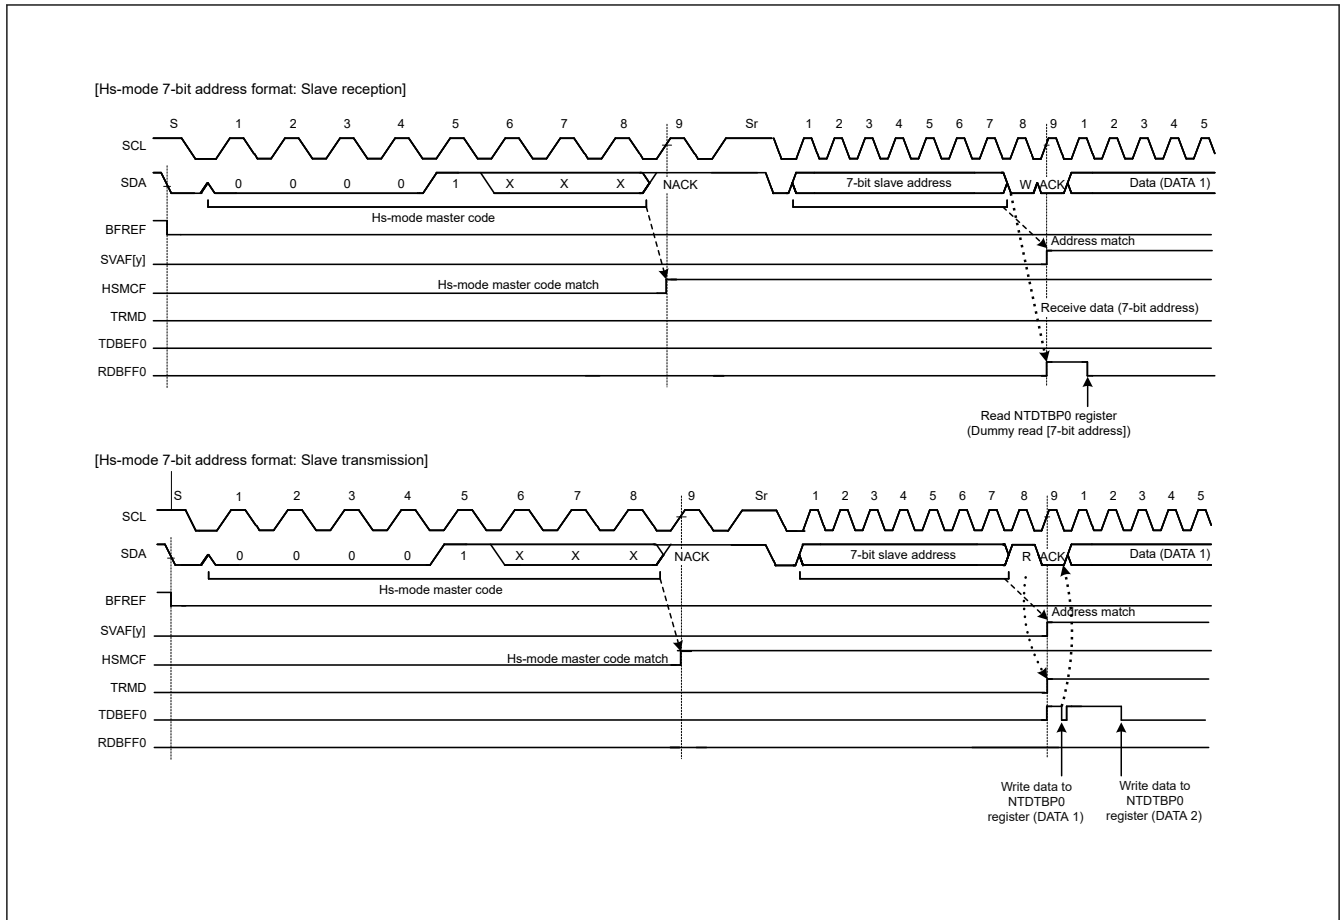 [Hs-mode 7-bit address format: Slave reception]
S 1 2 3 4 5 6 7 8 9 Sr 1 2 3 4 5 6 7 8 9 1 2 3 4 5
SCL
SDA 0 0 0 0 1 X X X NACK 7-bit slave address W ACK Data (DATA 1)
Hs-mode master code
BFREF
Address match
SVAF[y]
HSMCF Hs-mode master code match
Receive data (7-bit address)
TRMD
TDBEF0
RDBFF0
Read NTDTBP0 register
(Dummy read [7-bit address])
[Hs-mode 7-bit address format: Slave transmission]
S 1 2 3 4 5 6 7 8 9 Sr 1 2 3 4 5 6 7 8 9 1 2 3 4 5
SCL
SDA 0 0 0 0 1 X X X NACK 7-bit slave address R ACK Data (DATA 1)
Hs-mode master code
BFREF
Address match
SVAF[y]
HSMCF Hs-mode master code match
TRMD
TDBEF0
RDBFF0
Write data to
NTDTBP0
register (DATA 1)
Write data to
NTDTBP0
register (DATA 2)